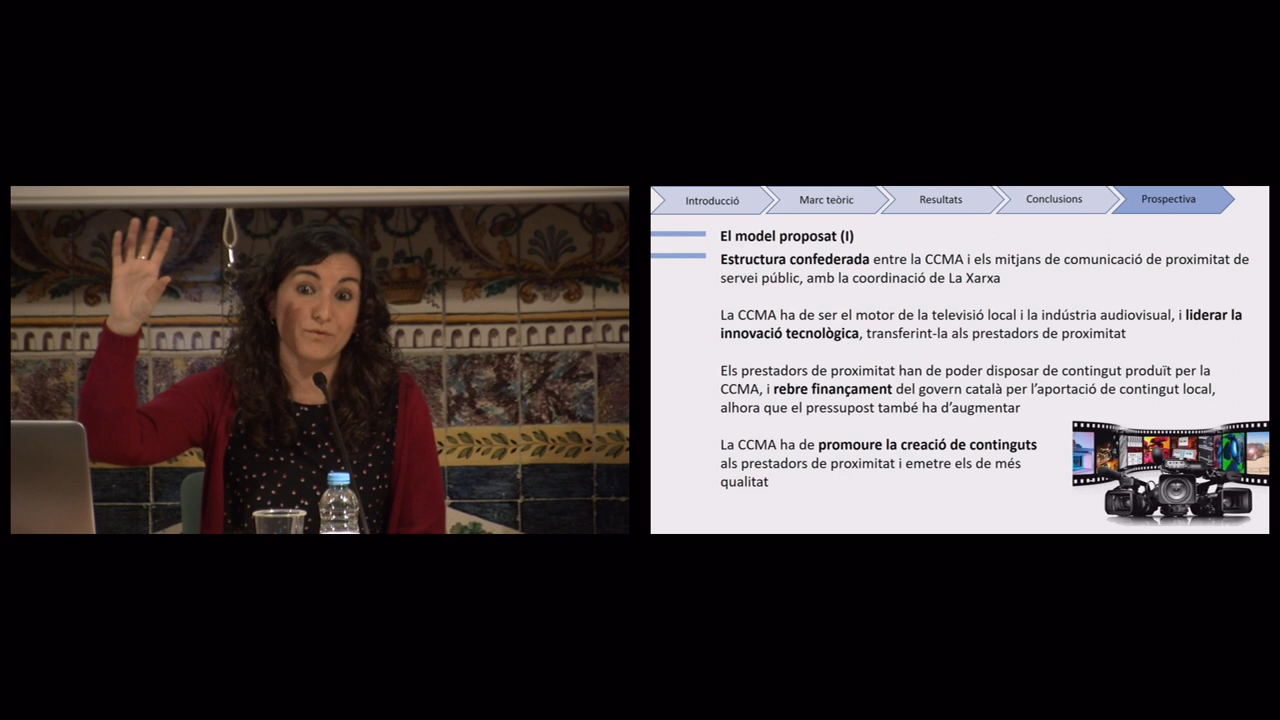 Introducció
Marc teòric
Resultats
Conclusions
Prospectiva
El model proposat (I)
Estructura confederada entre la CCMA i els mitjans de comunicació de proximitat de
servei públic, amb la coordinació de La Xarxa
La CCMA ha de ser el motor de la televisió local i la indústria audiovisual, i liderar la
innovació tecnològica, transferint-la als prestadors de proximitat
Els prestadors de proximitat han de poder disposar de contingut produït per la
CCMA, i rebre finançament del govern català per l'aportació de contingut local,
alhora que el pressupost també ha d'augmentar
La CCMA ha de promoure la creació de continguts
als prestadors de proximitat i emetre els de més
qualitat